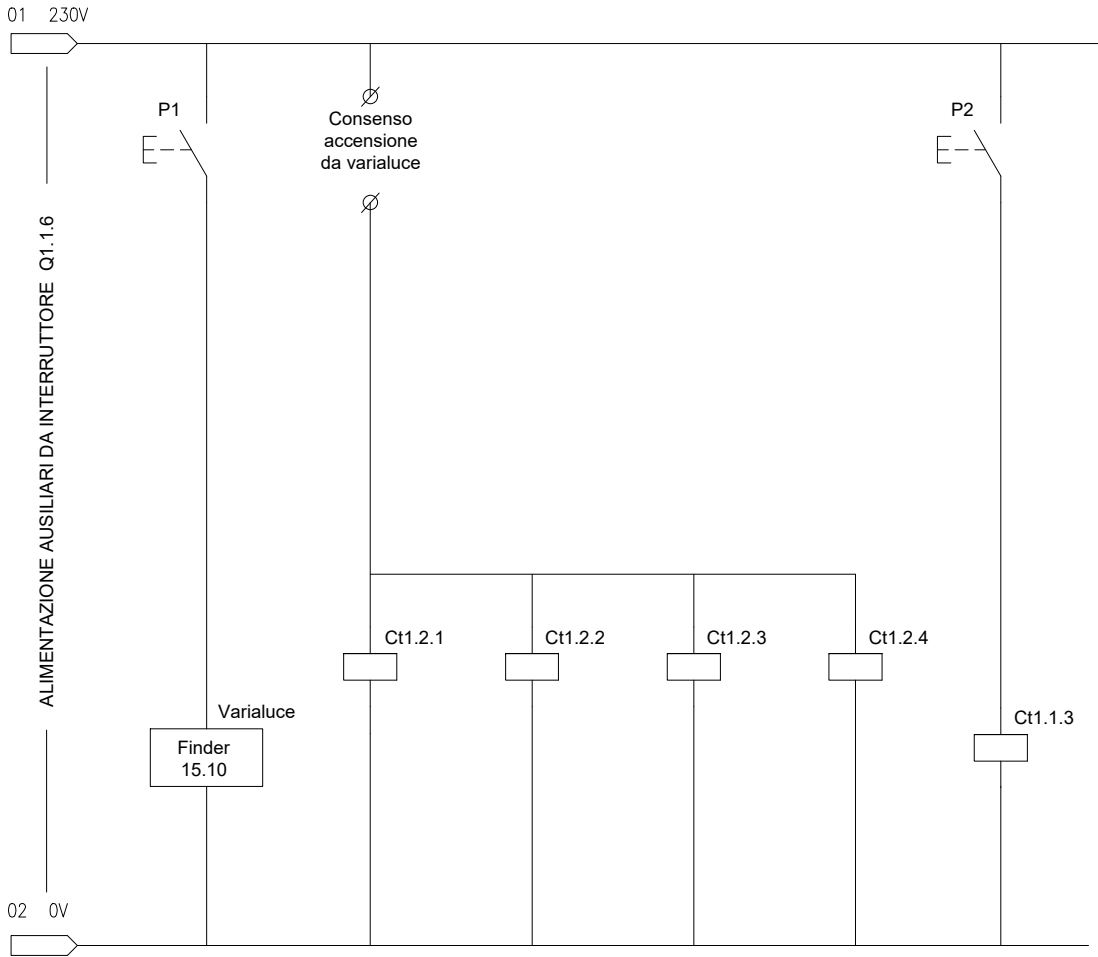 01 230V
P1
Consenso
accensione
da varialuce
P2
ALIMENTAZIONE AUSILIARI DA INTERRUTTORE Q1.1.6
Ct1.2.1
Ct1.2.2
Ct1.2.3
Ct1.2.4
Varialuce
Finder
15.10
Ct1.1.3
02 0V